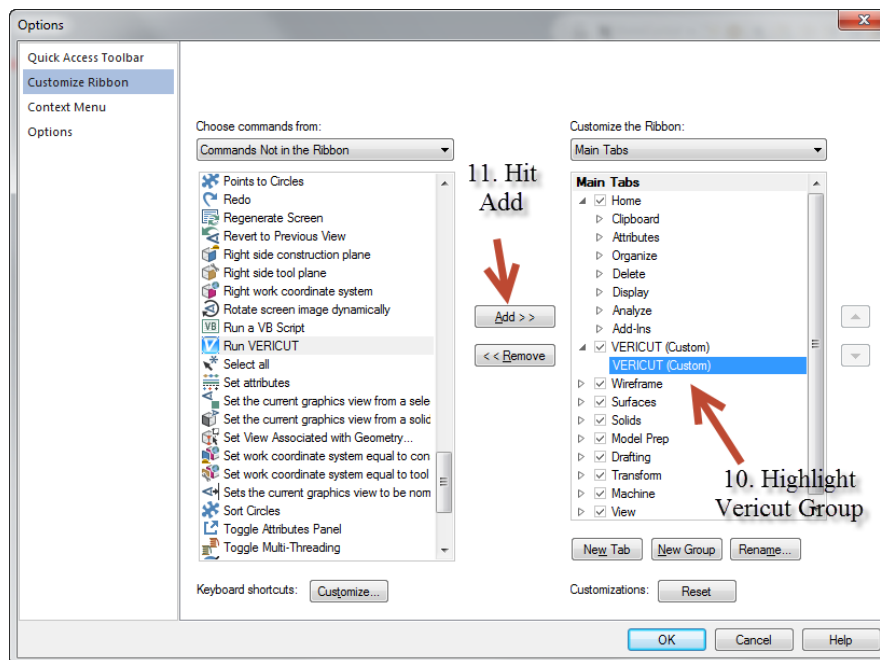 Options
Quick Access Toolbar
Customize Ribbon
Context Menu
Options
Choose commands from:
Commands Not in the Ribbon
Points to Circles
Redo
Regenerate Screen
Revert to Previous View
Right side construction plane
Right side tool plane
Right work coordinate system
Rotate screen image dynamically
VB Run a VB Script
Run VERICUT
Select all
Set attributes
Set the current graphics view from a sele
Set the current graphics view from a solid
Set View Associated with Geometry...
Set work coordinate system equal to con
Set work coordinate system equal to tool
Sets the current graphics view to be nom
Sort Circles
Toggle Attributes Panel
Toggle Multi-Threading
Keyboard shortcuts:
Customize...
11. Hit
Add
Add >>
<< Remove
Customize the Ribbon:
Main Tabs
Main Tabs
Home
Clipboard
Attributes
Organize
Delete
Display
Analyze
Add-Ins
VERICUT (Custom)
VERICUT (Custom)
Wireframe
Surfaces
Solids
Model Prep
Drafting
Transform
Machine
View
10. Highlight
Vericut Group
New Tab
New Group
Rename...
Customizations:
Reset
OK
Cancel
Help